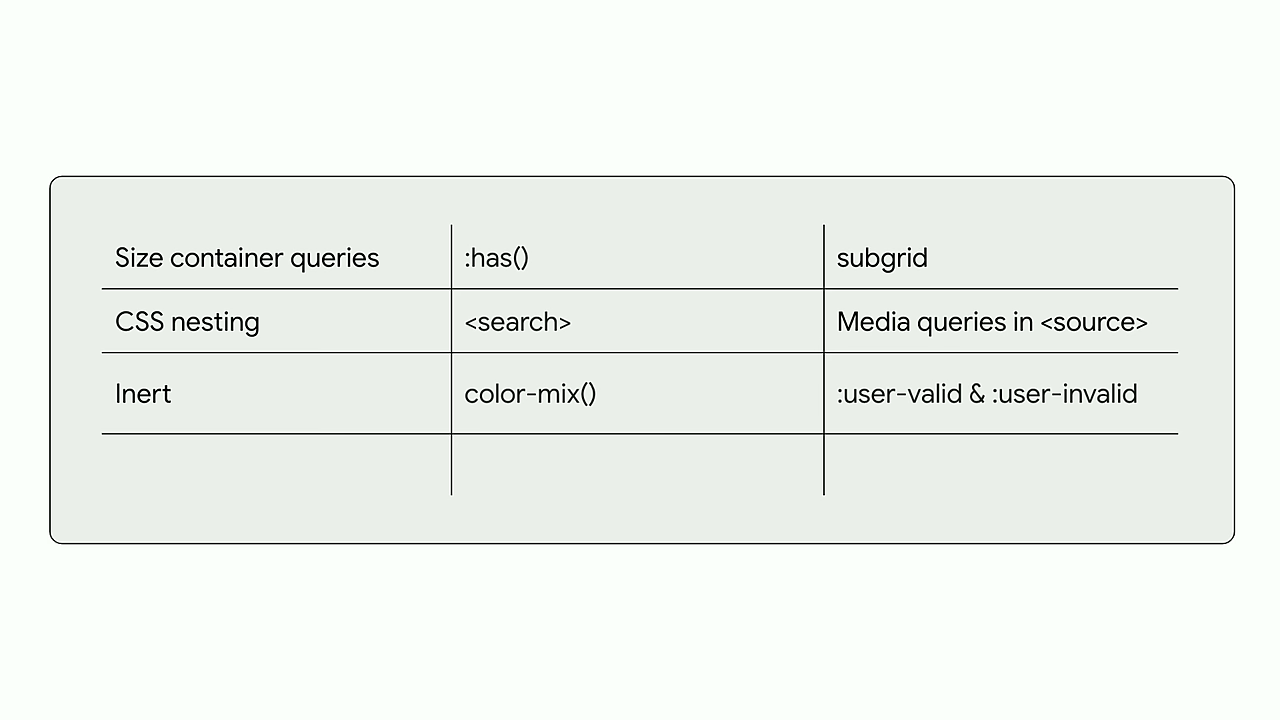 Size container queries
:has()
subgrid
CSS nesting
<search>
Media queries in <source>
Inert
color-mix()
:user-valid & :user-invalid